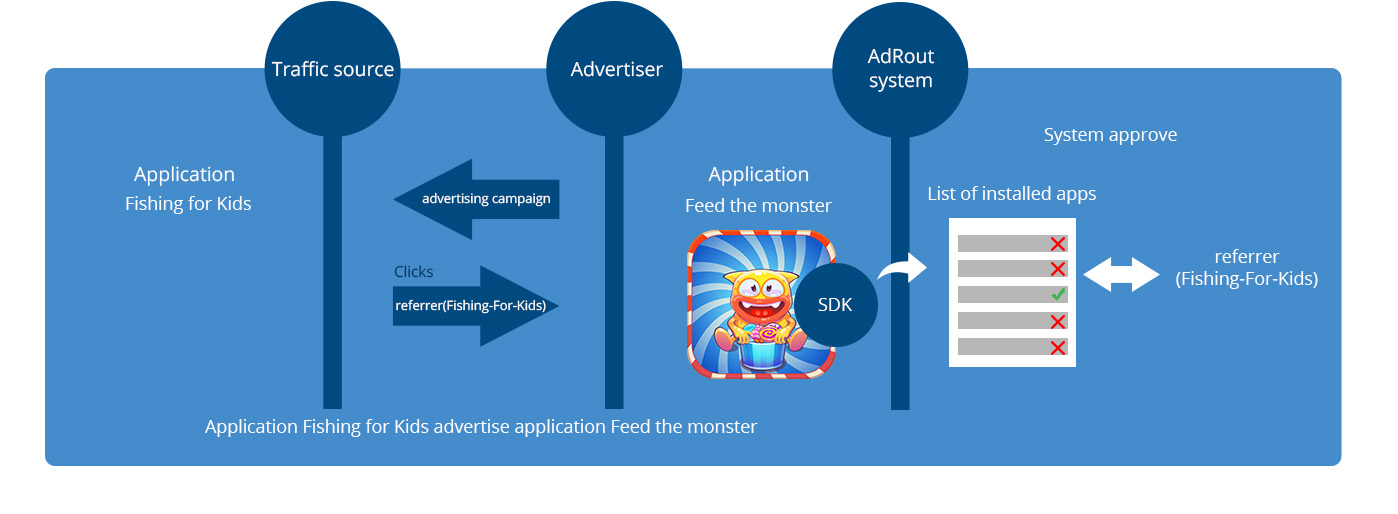 Traffic source
Advertiser
AdRout
system
System approve
Application
Fishing for Kids
advertising campaign
Application
Feed the monster
List of installed apps
Clicks
referrer(Fishing-For-Kids)
SDK
referrer
(Fishing-For-Kids)
Application Fishing for Kids advertise application Feed the monster